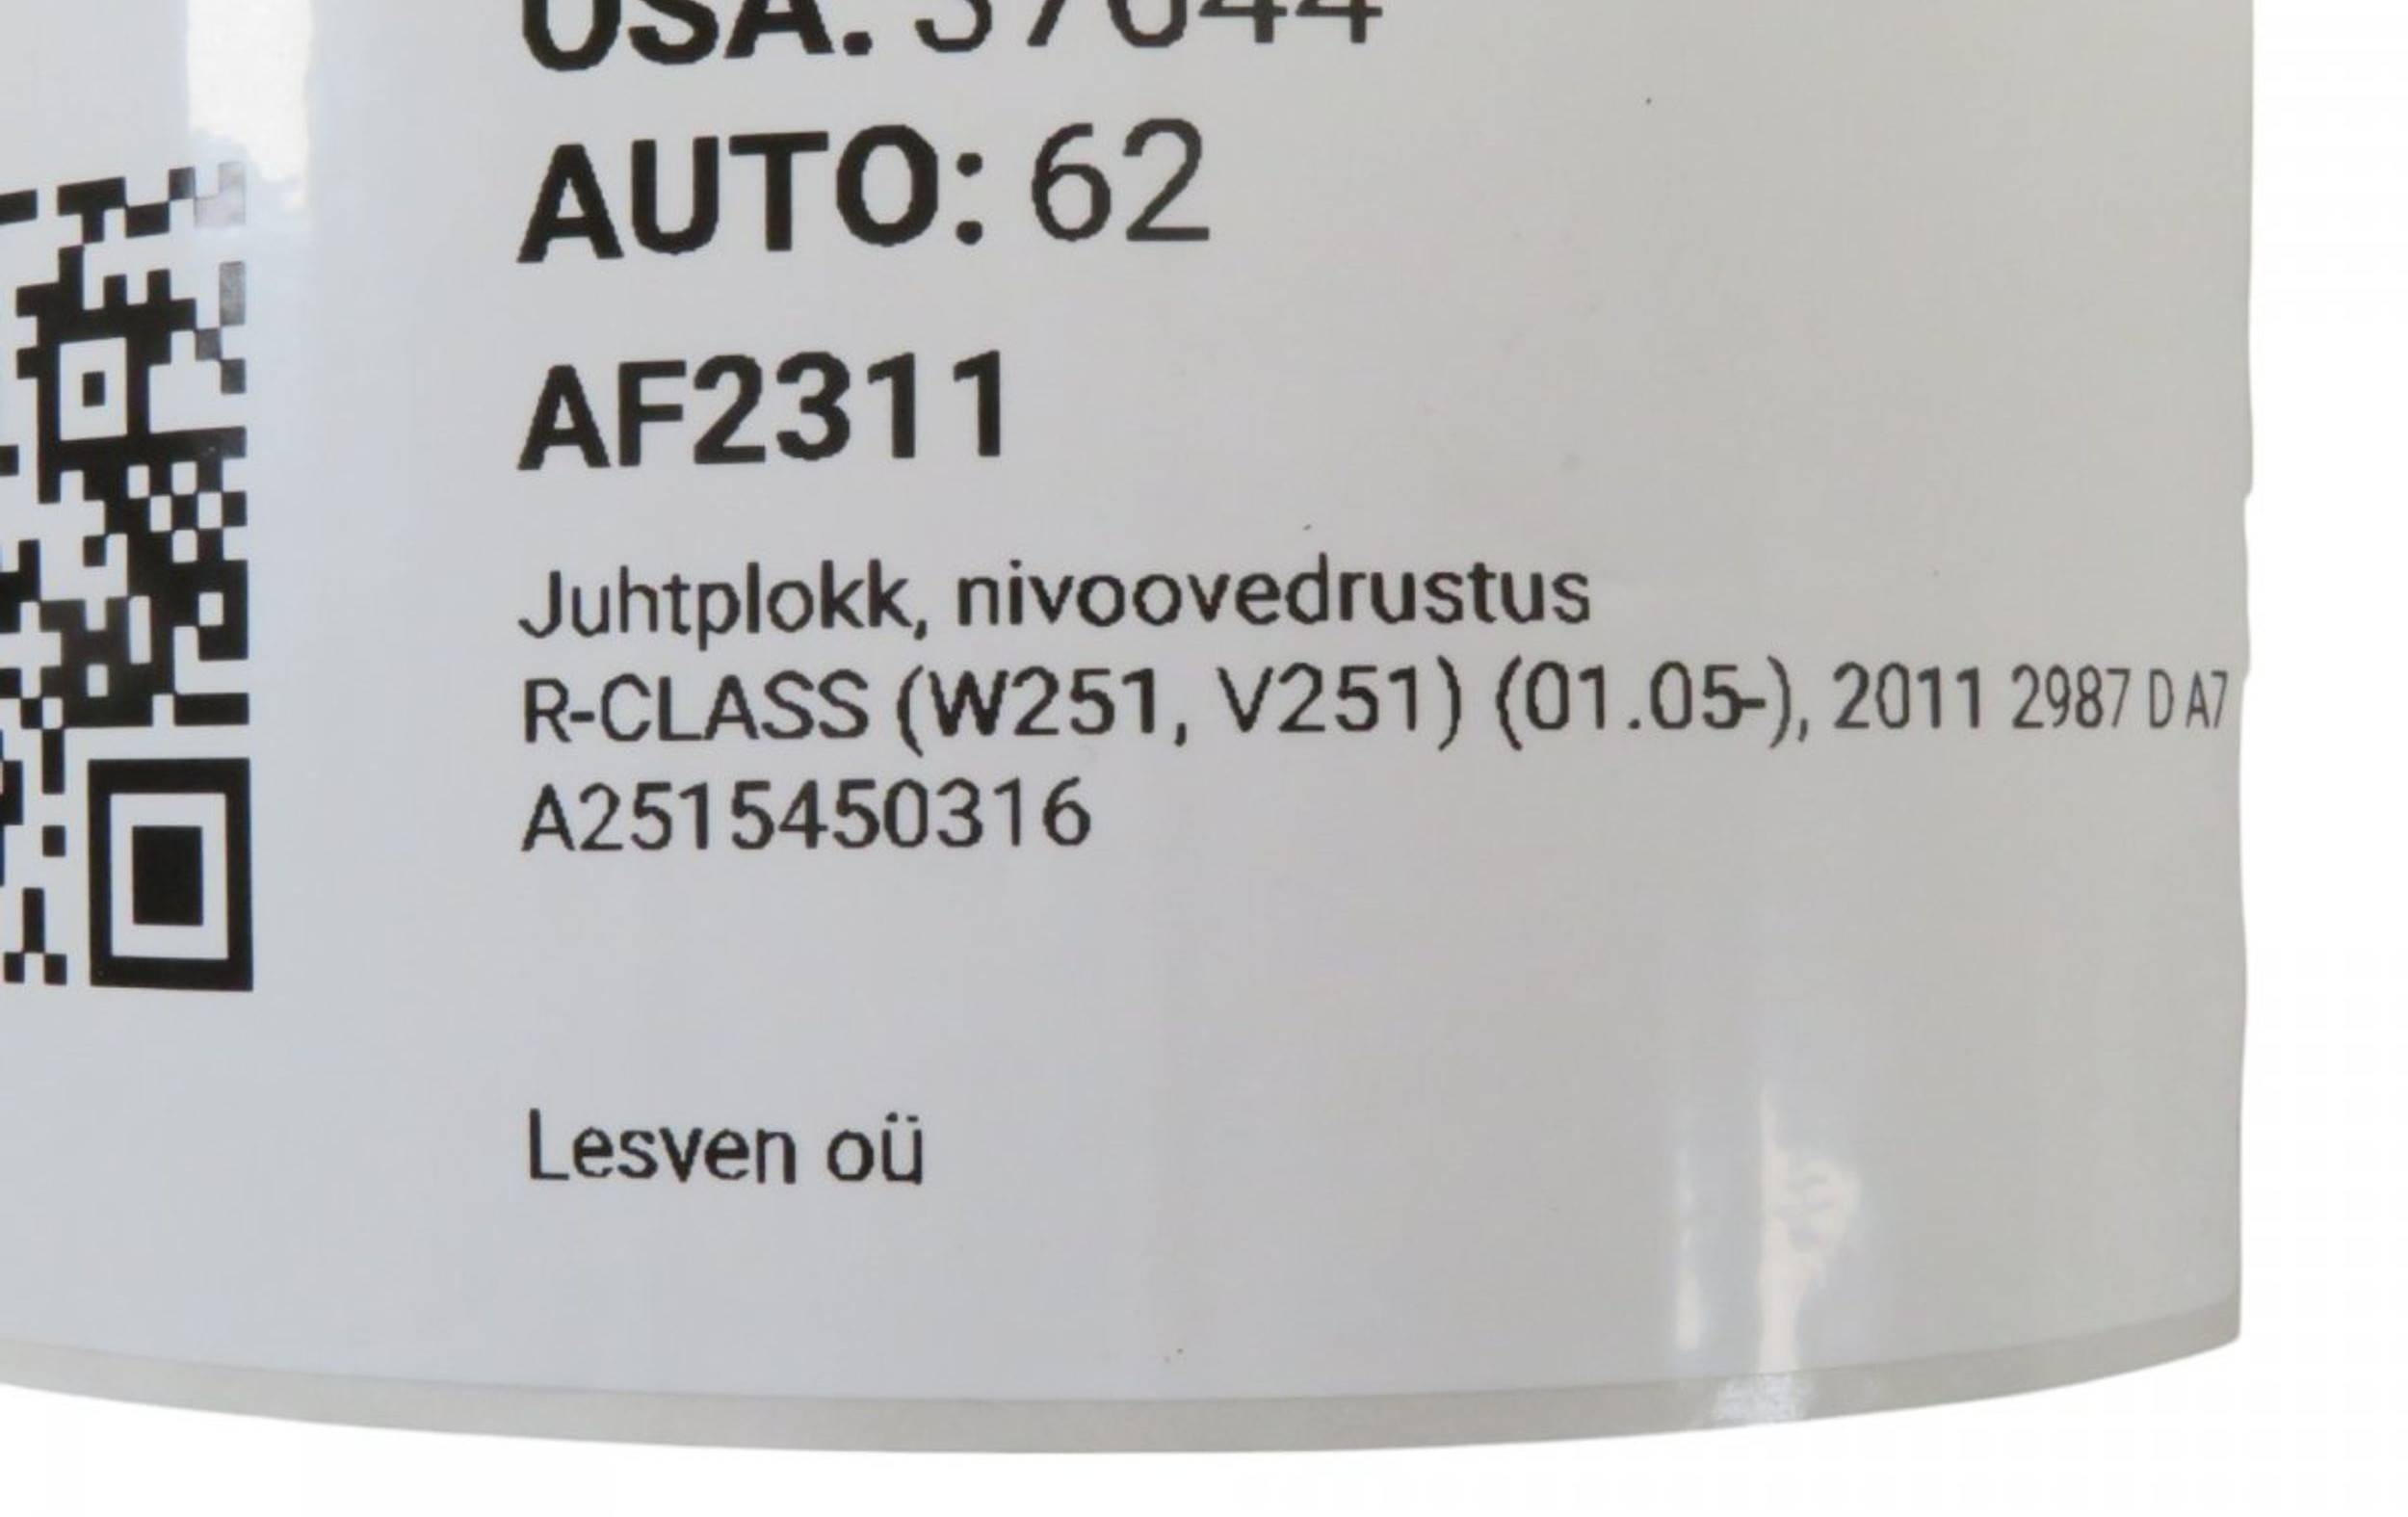 AUTO: 62
AF2311
Juhtplokk, nivoovedrustus
R-CLASS (W251, V251) (01.05-), 2011 2987 D A7
A2515450316
Lesven oü